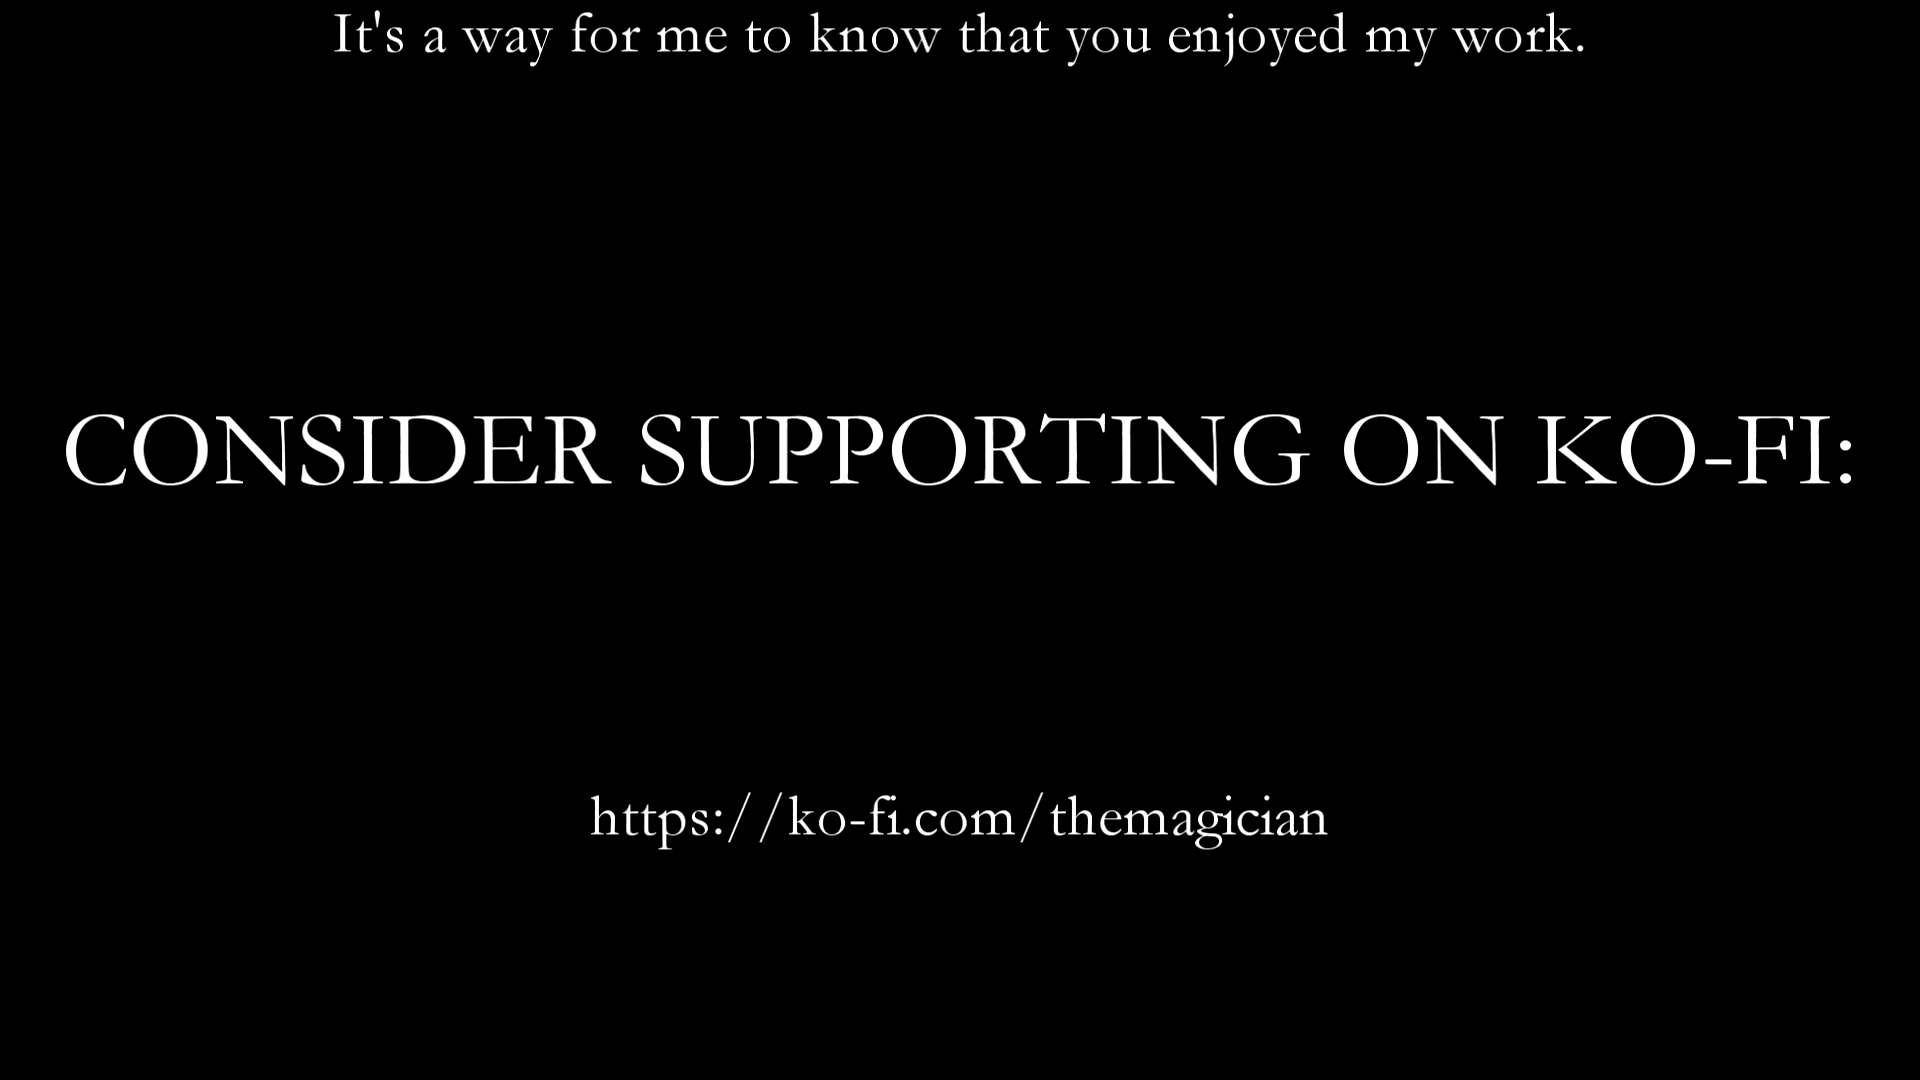 It's a way for me to know that you enjoyed my work.
CONSIDER SUPPORTING ON KO-FI:
https://ko-fi.com/themagician